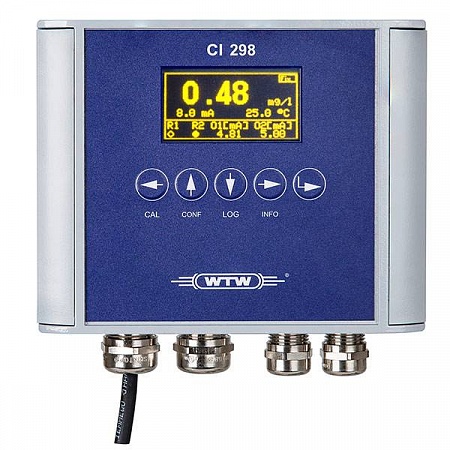 CI 298
0.48 mg/l
8.0 mA 25.0 °C
R1 R2 O1[mA] O2[mA]
4.81 5.88
CAL CONF LOG INFO
WTW ®